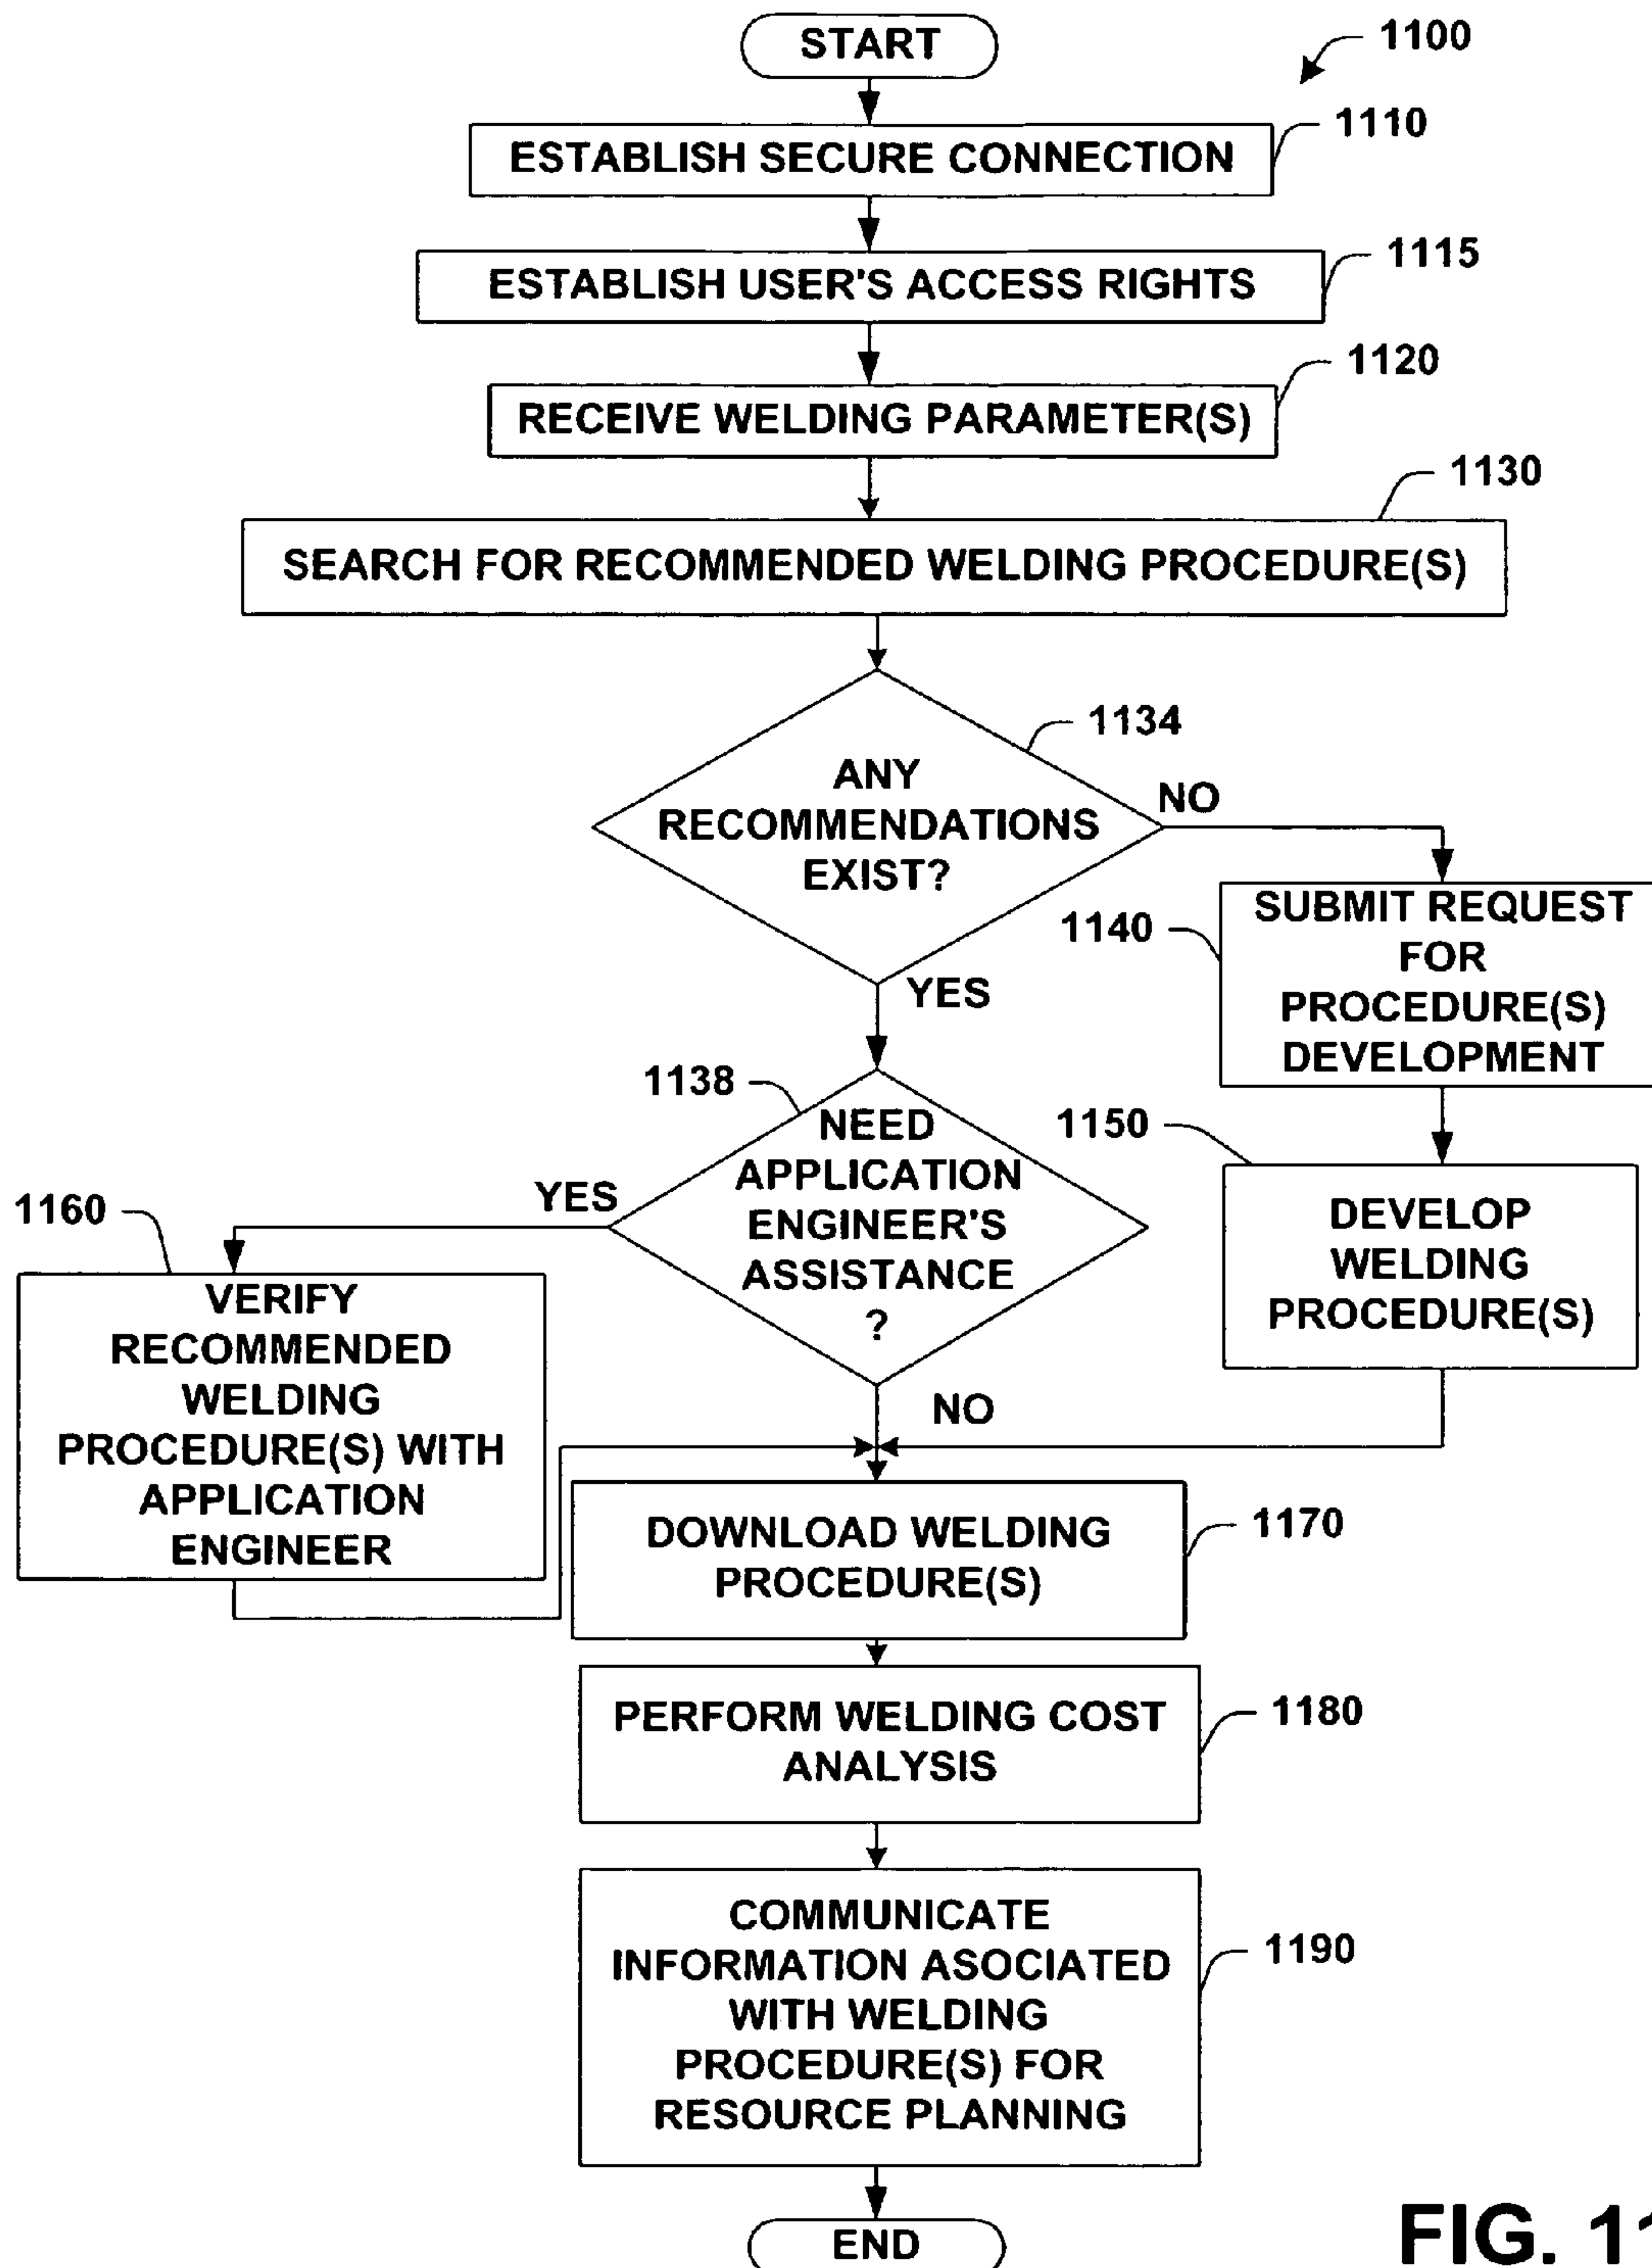 START
1100
1110
ESTABLISH SECURE CONNECTION
1115
ESTABLISH USER'S ACCESS RIGHTS
1120
RECEIVE WELDING PARAMETER(S)
1130
SEARCH FOR RECOMMENDED WELDING PROCEDURE(S)
1134
ANY
RECOMMENDATIONS
EXIST?
NO
YES
1140
SUBMIT REQUEST
FOR
PROCEDURE(S)
DEVELOPMENT
1138
NEED
APPLICATION
ENGINEER'S
ASSISTANCE
?
YES
NO
1150
DEVELOP
WELDING
PROCEDURE(S)
1160
VERIFY
RECOMMENDED
WELDING
PROCEDURE(S) WITH
APPLICATION
ENGINEER
DOWNLOAD WELDING
PROCEDURE(S)
1170
PERFORM WELDING COST
ANALYSIS
1180
COMMUNICATE
INFORMATION ASOCIATED
WITH WELDING
PROCEDURE(S) FOR
RESOURCE PLANNING
1190
END
FIG. 11